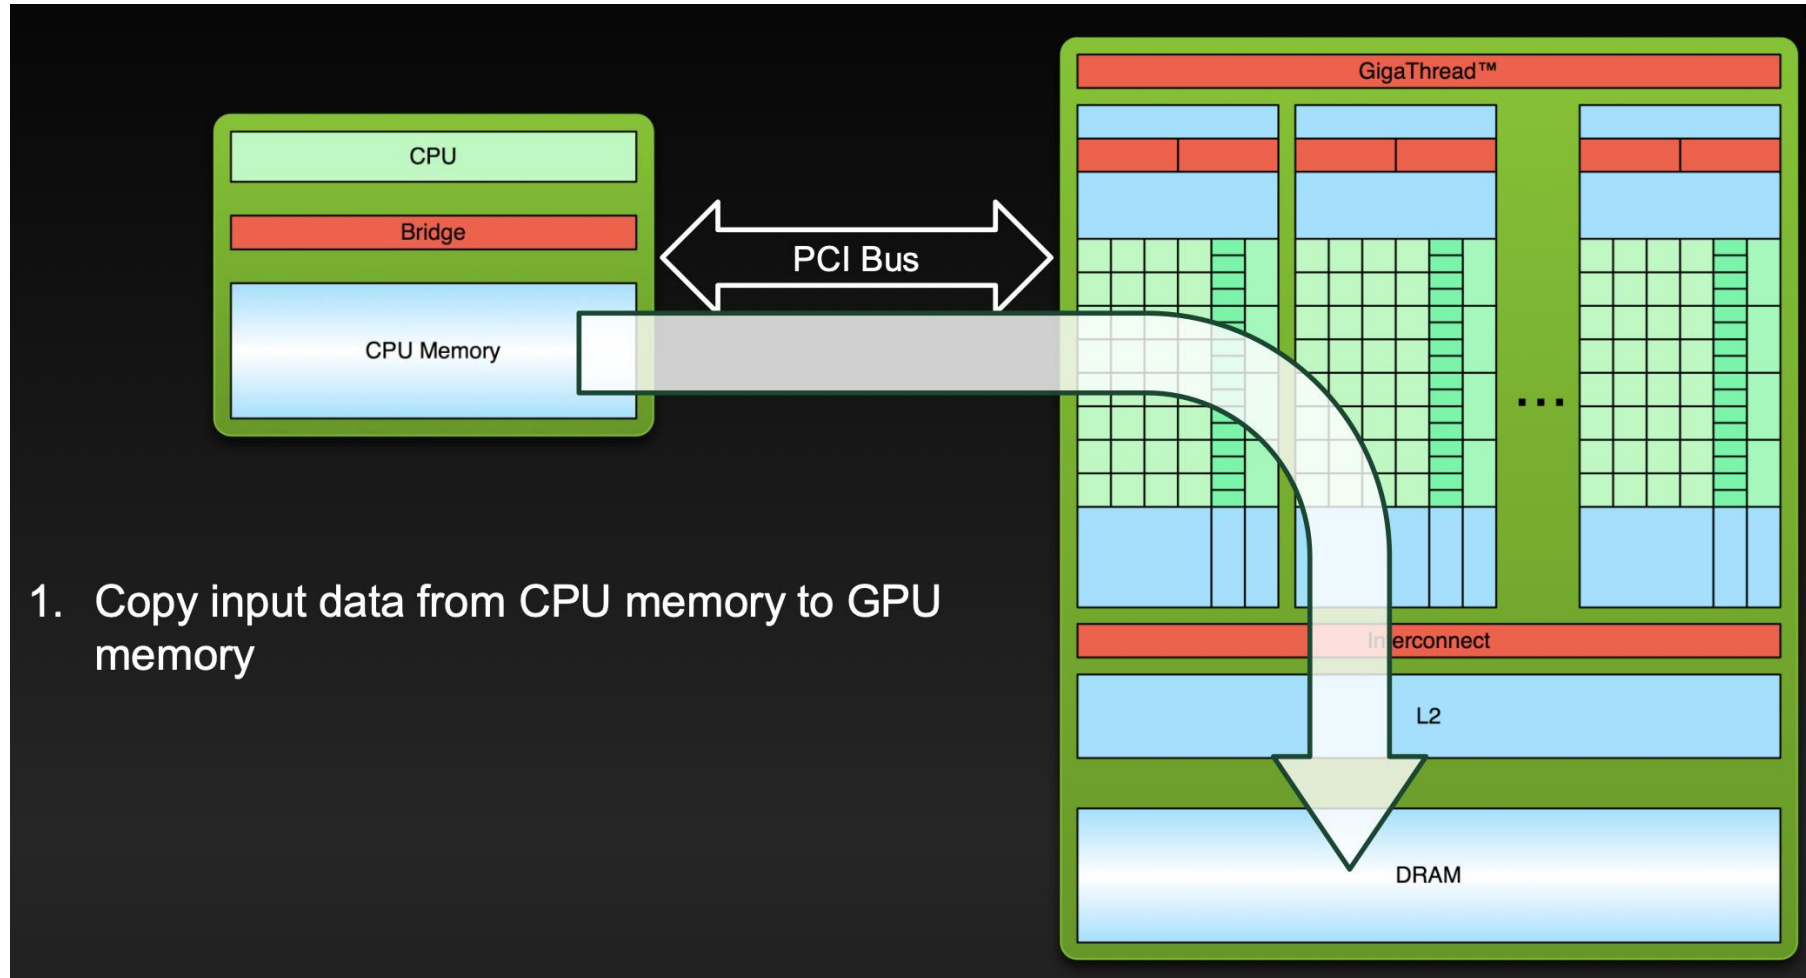 GigaThread™
CPU
Bridge
PCI Bus
CPU Memory
...
1. Copy input data from CPU memory to GPU
memory
Interconnect
L2
DRAM